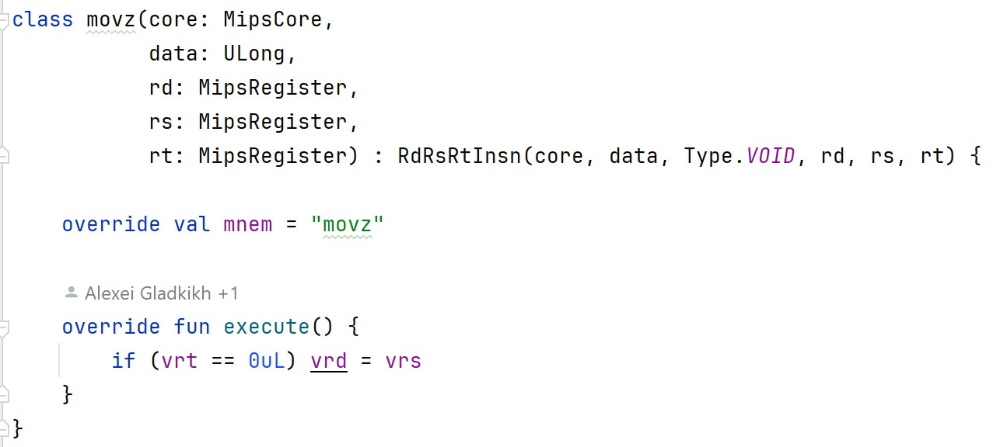 class movz(core: MipsCore,
           data: ULong,
           rd: MipsRegister,
           rs: MipsRegister,
           rt: MipsRegister) : RdRsRtInsn(core, data, Type.VOID, rd, rs, rt) {
    override val mnem = "movz"
    Alexei Gladkikh +1
    override fun execute() {
        if (vrt == 0uL) vrd = vrs
    }
}